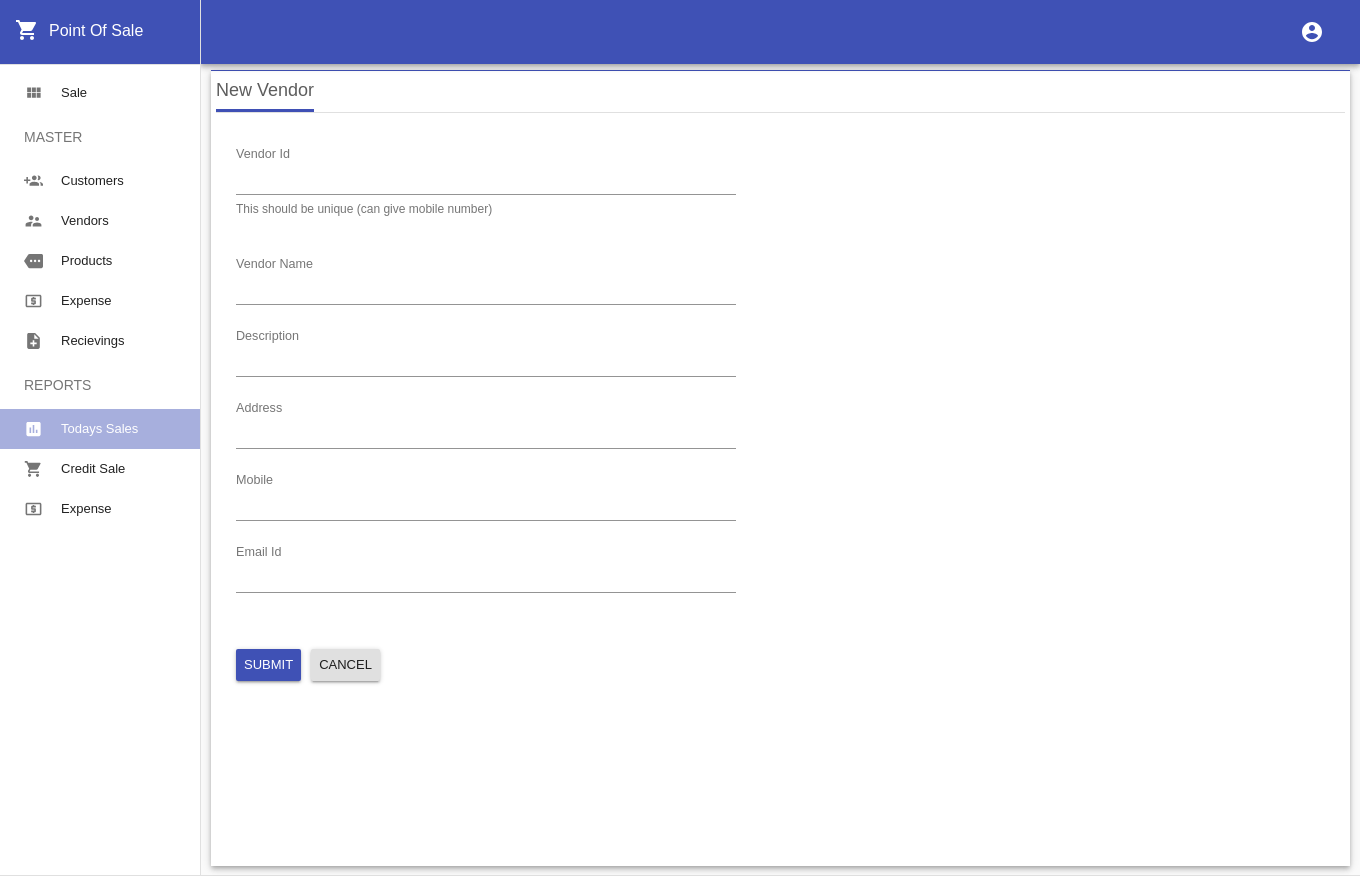 Point Of Sale
Sale
MASTER
Customers
Vendors
Products
Expense
Recievings
REPORTS
Todays Sales
Credit Sale
Expense
New Vendor
Vendor Id
This should be unique (can give mobile number)
Vendor Name
Description
Address
Mobile
Email Id
SUBMIT CANCEL